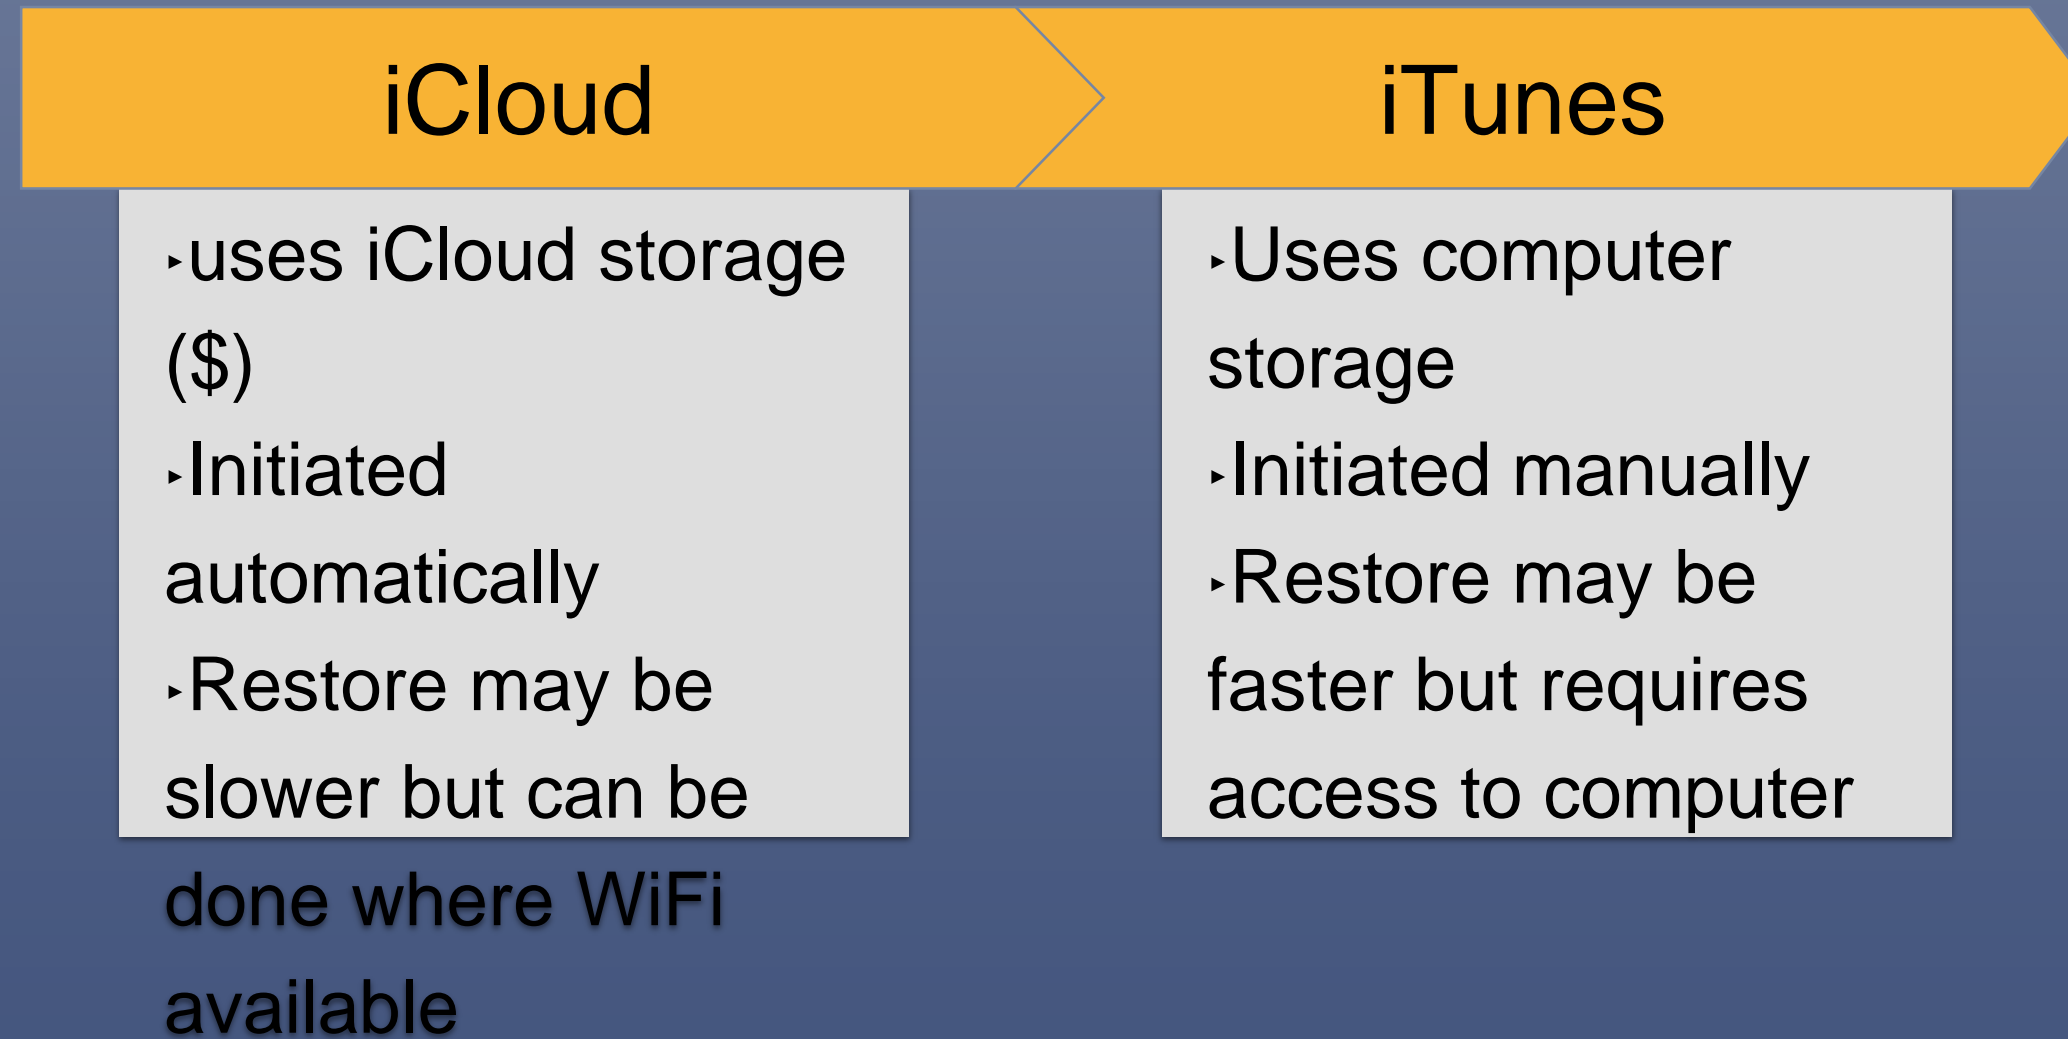 iCloud
iTunes
‣uses iCloud storage
($)
‣Initiated
automatically
‣Restore may be
slower but can be
done where WiFi
available
‣Uses computer
storage
‣Initiated manually
‣Restore may be
faster but requires
access to computer